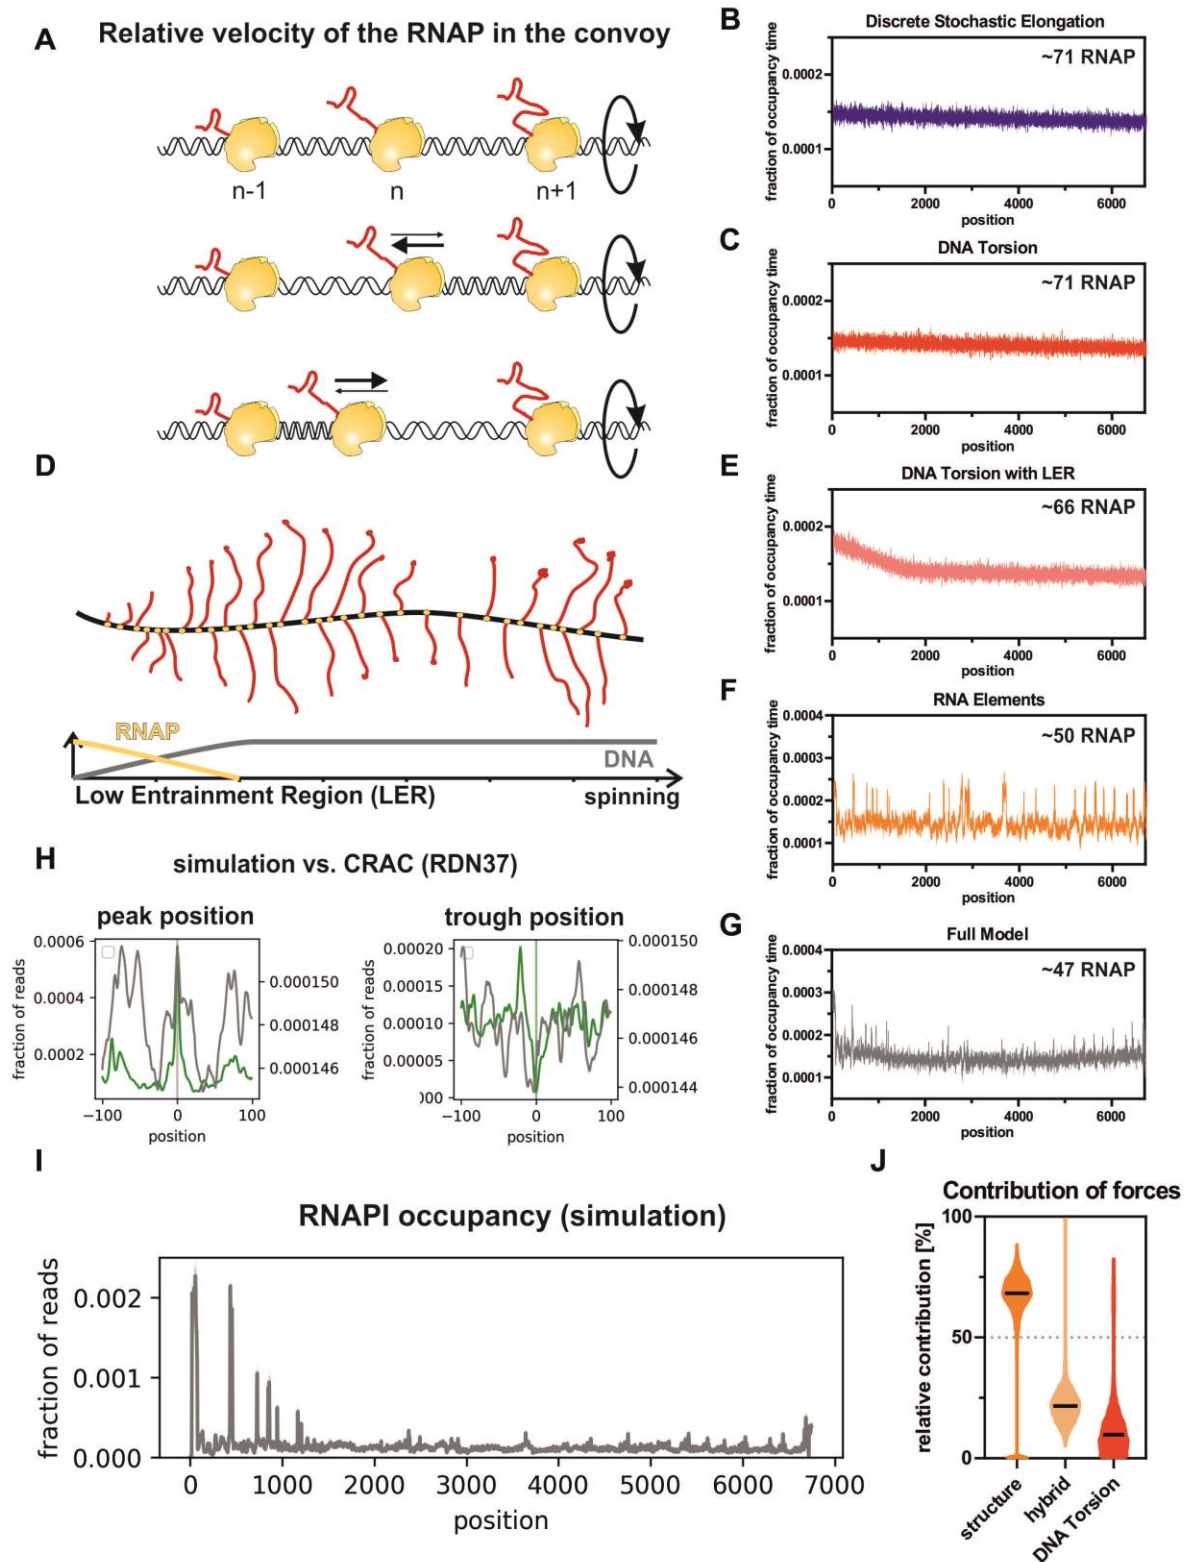 A
Relative velocity of the RNAP in the convoy
n-1
n
n+1
B
Discrete Stochastic Elongation
~71 RNAP
fraction of occupancy time
0.0002
0.0001
0
2000
4000
6000
position
C
DNA Torsion
~71 RNAP
fraction of occupancy time
0.0002
0.0001
0
2000
4000
6000
position
D
RNAP
DNA
Low Entrainment Region (LER)
spinning
E
DNA Torsion with LER
~66 RNAP
fraction of occupancy time
0.0002
0.0001
0
2000
4000
6000
position
F
RNA Elements
~50 RNAP
fraction of occupancy time
0.0004
0.0003
0.0002
0.0001
0
2000
4000
6000
position
G
Full Model
~47 RNAP
fraction of occupancy time
0.0004
0.0003
0.0002
0.0001
0
2000
4000
6000
position
H
simulation vs. CRAC (RDN37)
peak position
fraction of reads
0.0006
0.0004
0.0002
0.000150
0.000148
0.000146
−100
0
100
position
trough position
fraction of reads
0.00020
0.00015
0.00010
0.00005
000
0.000150
0.000148
0.000146
0.000144
−100
0
100
position
I
RNAPI occupancy (simulation)
fraction of reads
0.002
0.001
0.000
0
1000
2000
3000
4000
5000
6000
7000
position
J
Contribution of forces
relative contribution [%]
100
50
0
structure
hybrid
DNA Torsion